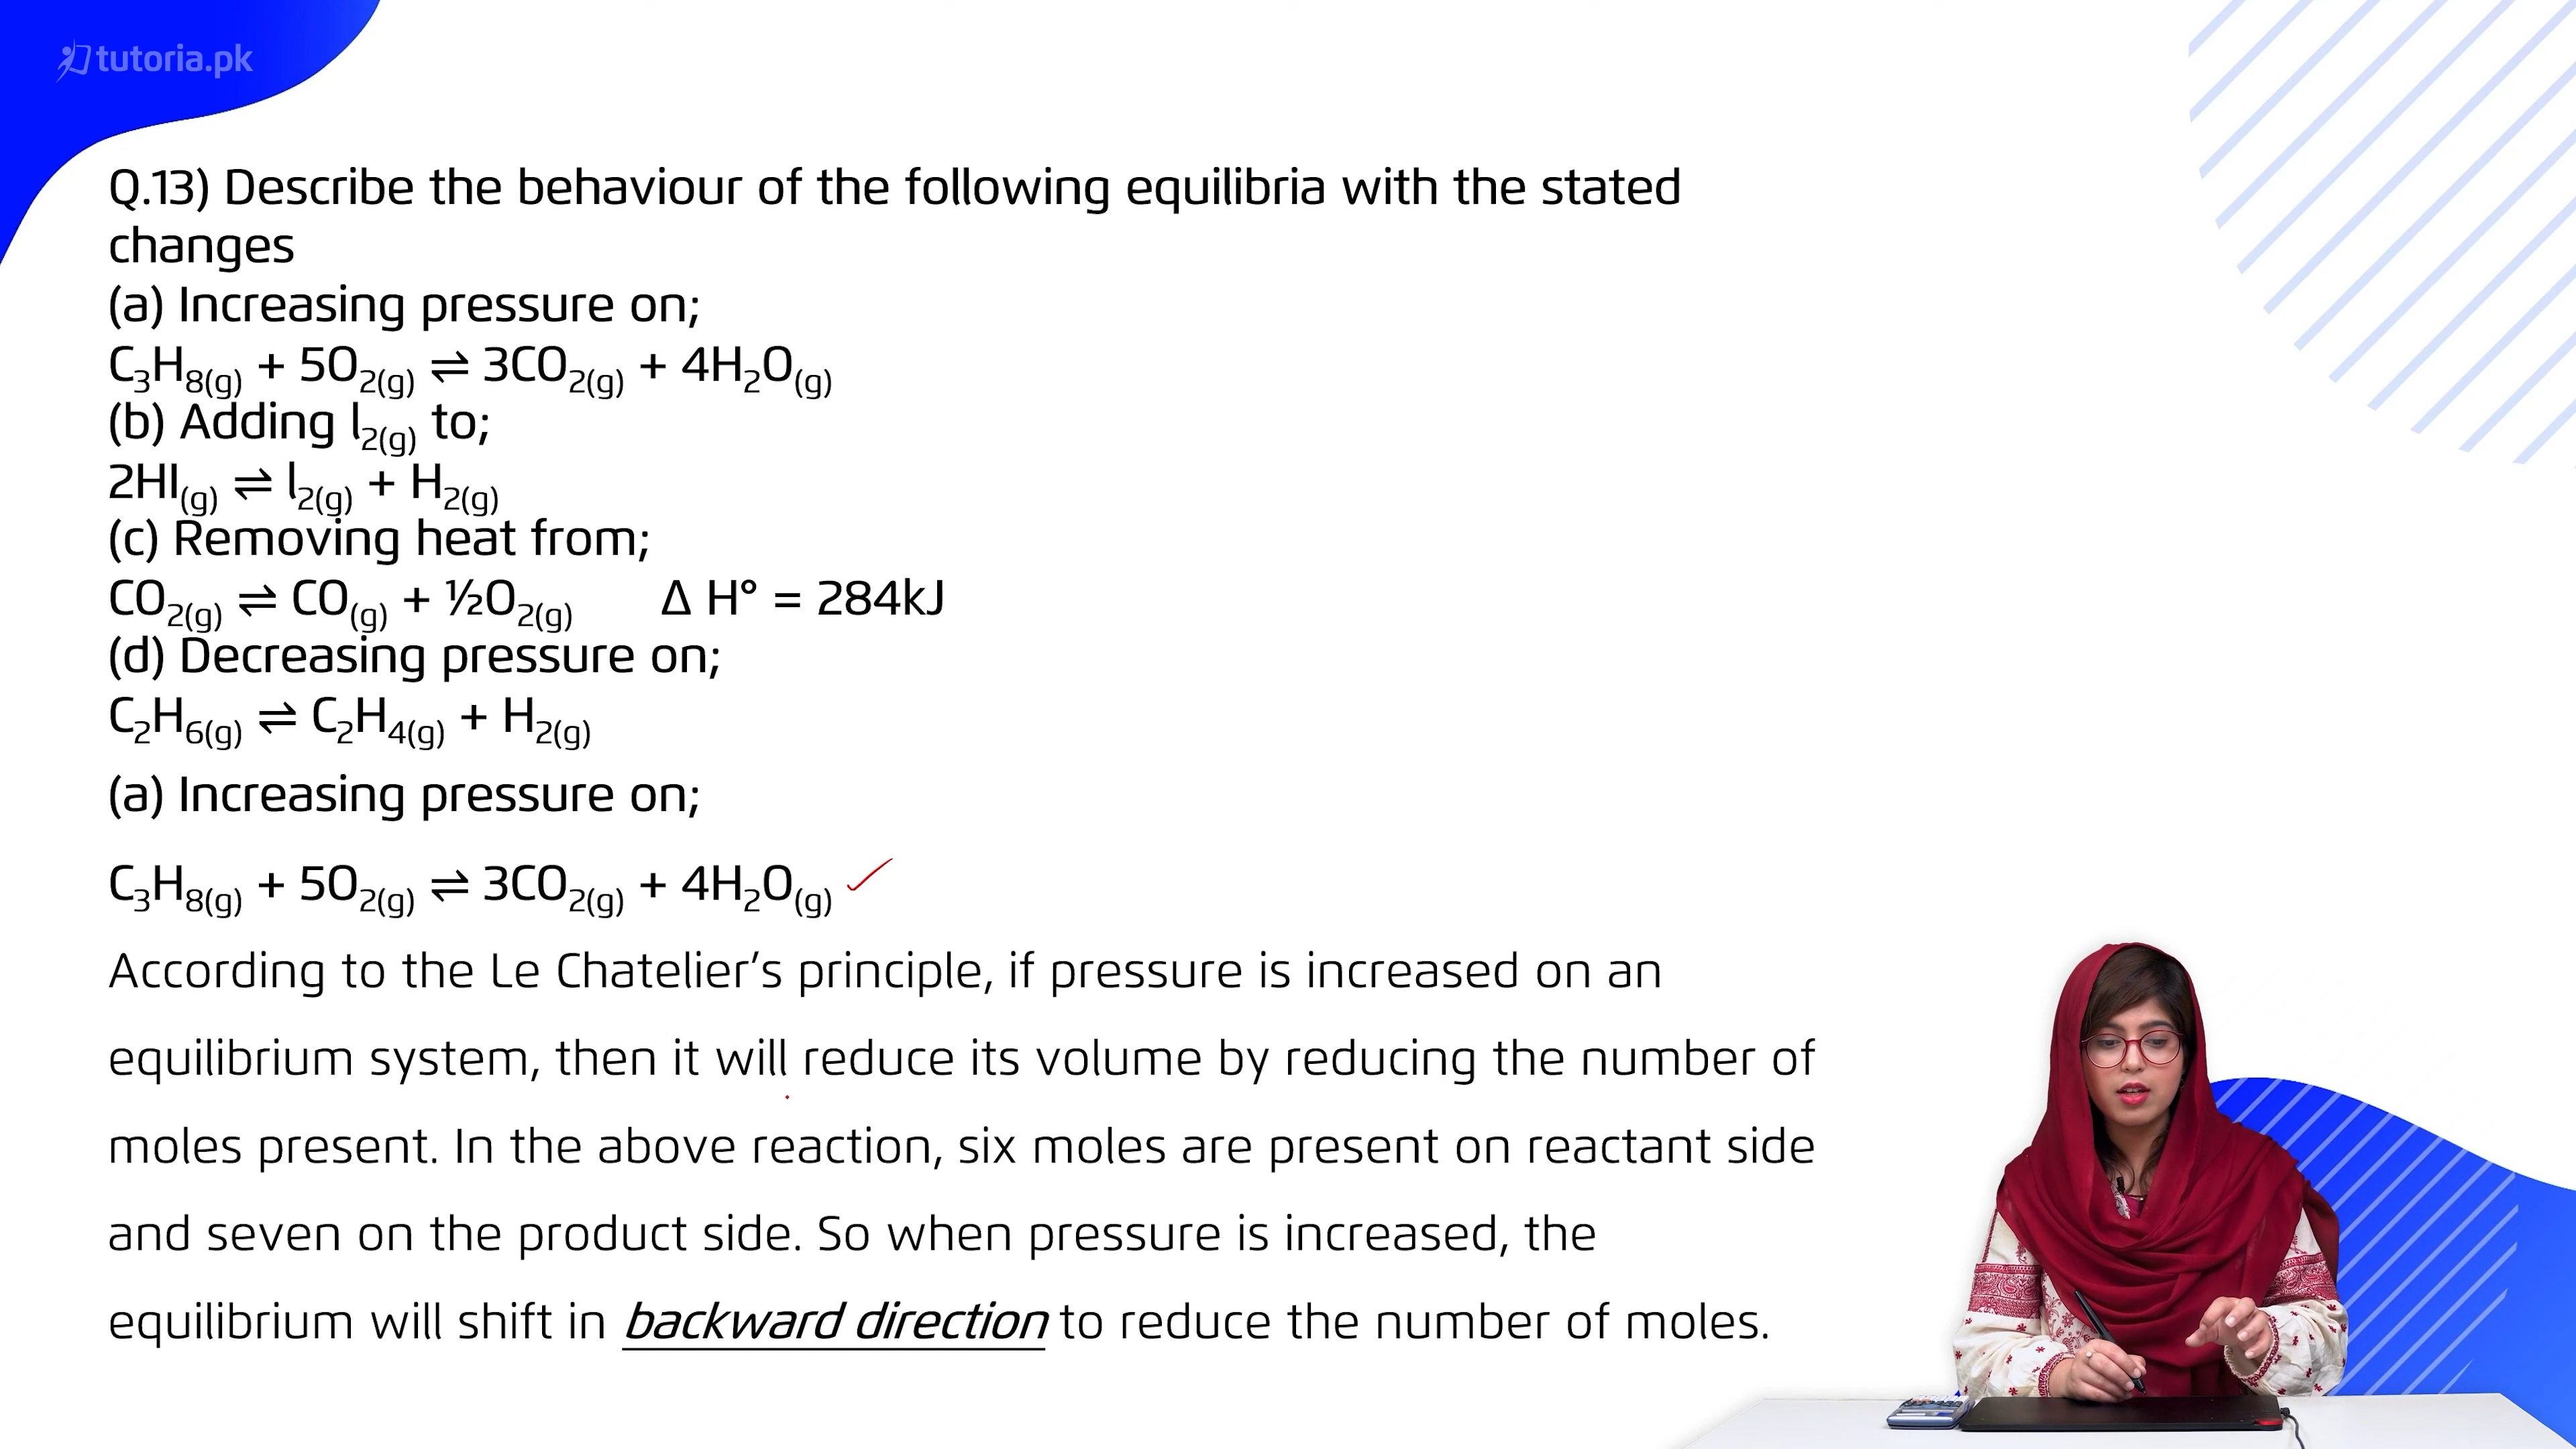 tutoria.pk
Q.13) Describe the behaviour of the following equilibria with the stated
changes
(a) Increasing pressure on;
C₃H₈(g) + 5O₂(g) ⇌ 3CO₂(g) + 4H₂O(g)
(b) Adding l₂(g) to;
2HI(g) ⇌ l₂(g) + H₂(g)
(c) Removing heat from;
CO₂(g) ⇌ CO(g) + ½O₂(g) Δ H° = 284kJ
(d) Decreasing pressure on;
C₂H₆(g) ⇌ C₂H₄(g) + H₂(g)
(a) Increasing pressure on;
C₃H₈(g) + 5O₂(g) ⇌ 3CO₂(g) + 4H₂O(g) ✓
According to the Le Chatelier’s principle, if pressure is increased on an
equilibrium system, then it will reduce its volume by reducing the number of
moles present. In the above reaction, six moles are present on reactant side
and seven on the product side. So when pressure is increased, the
equilibrium will shift in backward direction to reduce the number of moles.